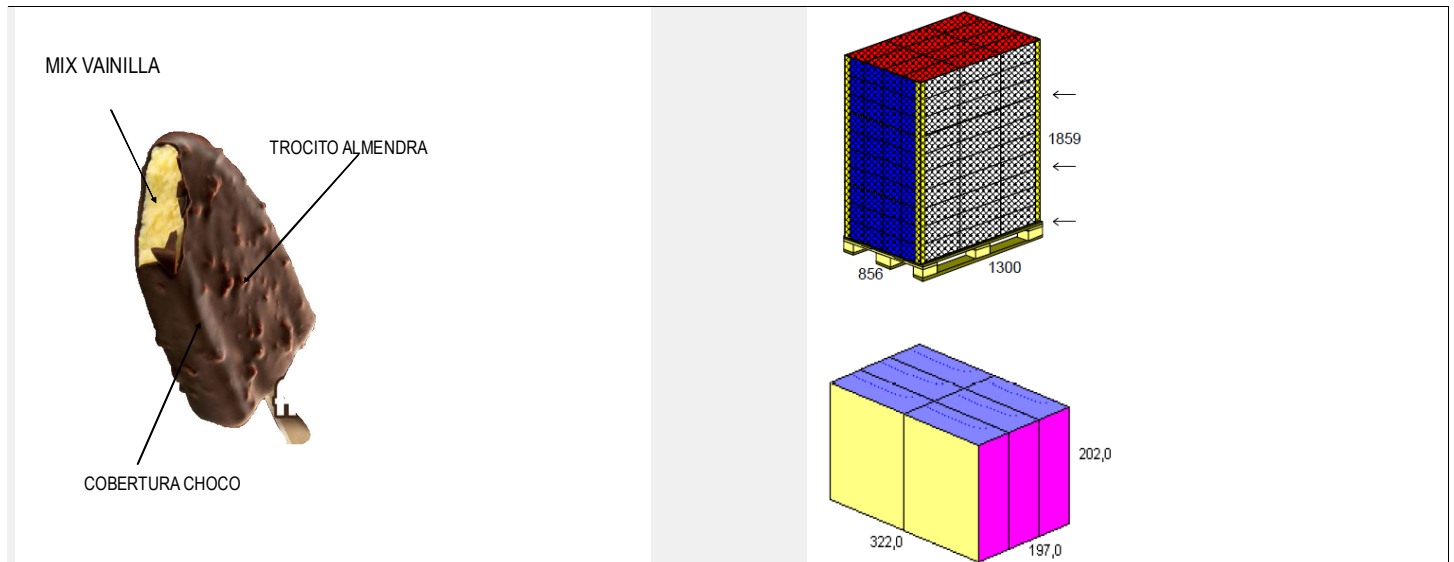 MIX VAINILLA
TROCITO ALMENDRA
COBERTURA CHOCO
1859
856
1300
202,0
322,0
197,0